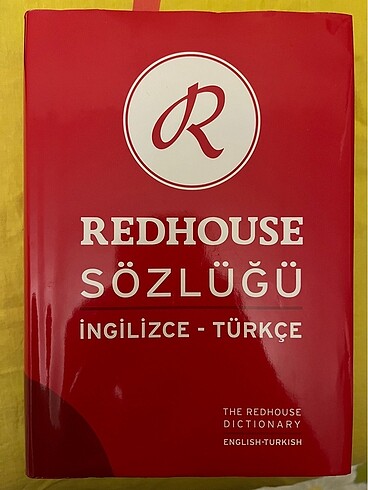 R
REDHOUSE
SÖZLÜĞÜ
İNGİLİZCE - TÜRKÇE
THE REDHOUSE
DICTIONARY
ENGLISH-TURKISH